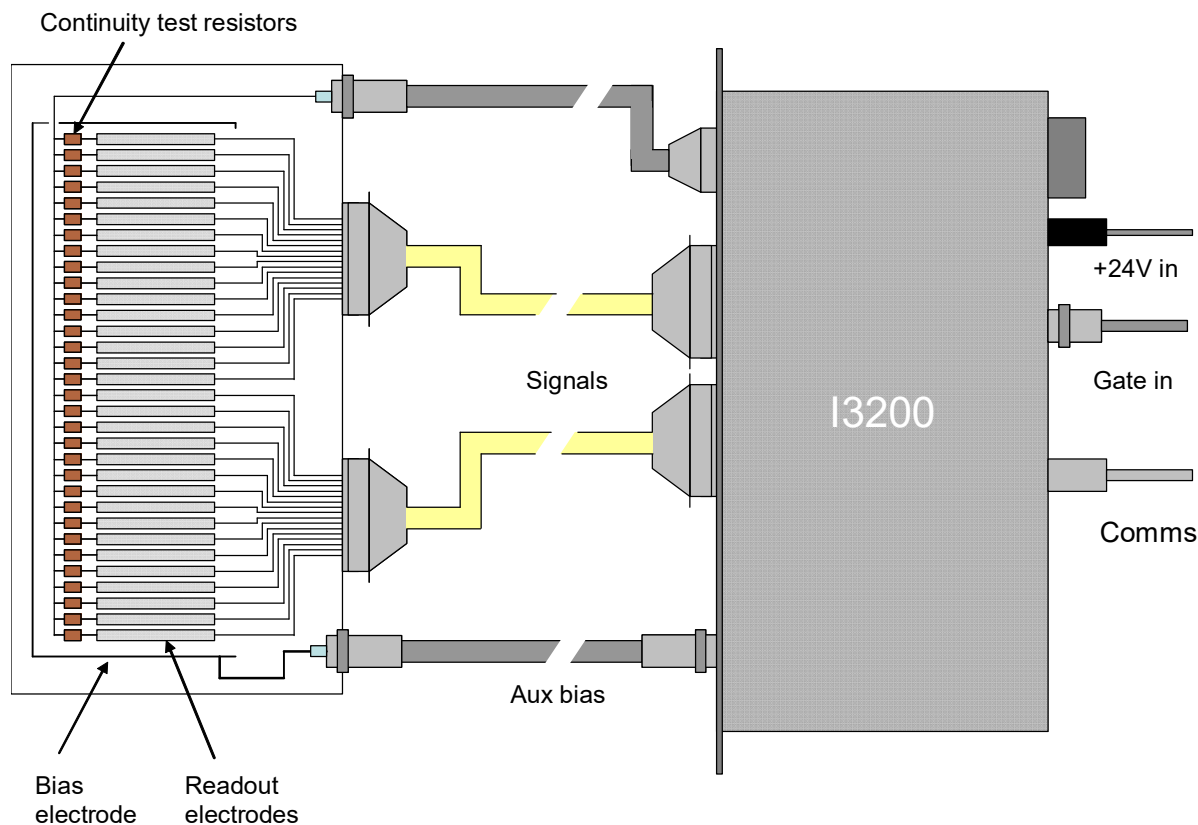 Continuity test resistors
+24V in
Signals
Gate in
I3200
Comms
Aux bias
Bias
electrode
Readout
electrodes